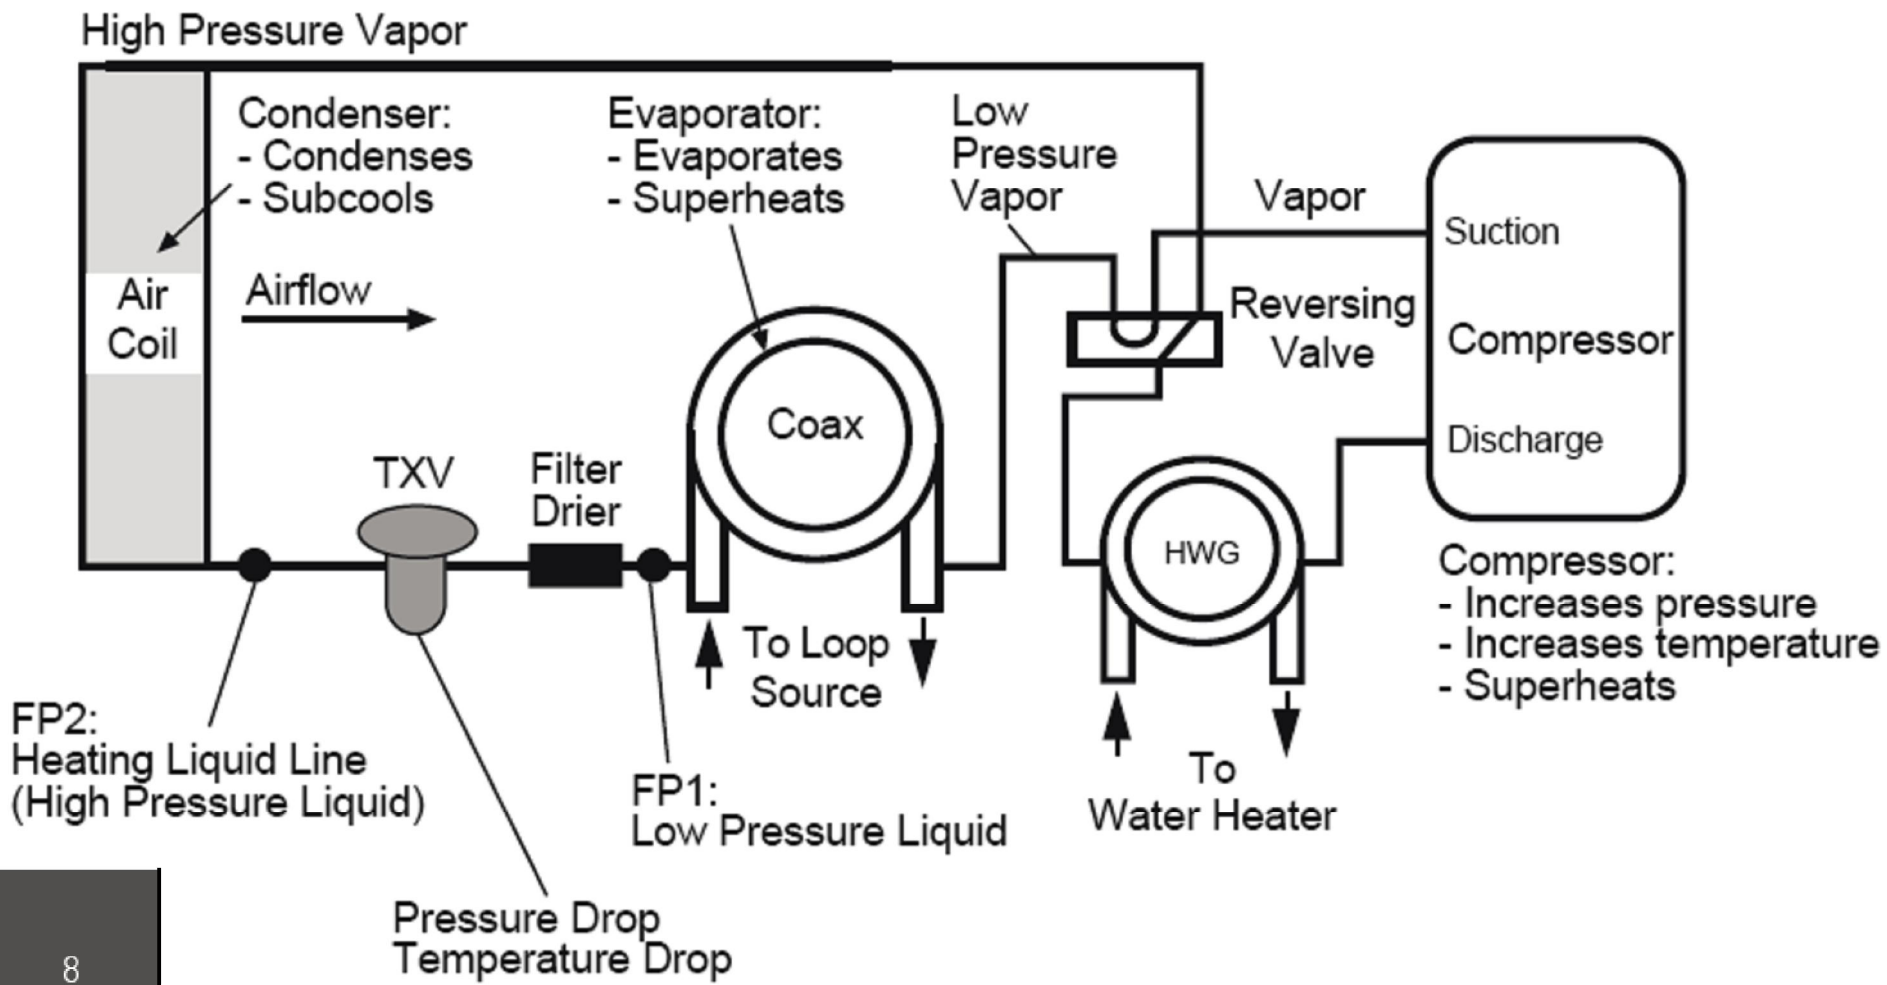 High Pressure Vapor
Condenser:
- Condenses
- Subcools
Evaporator:
- Evaporates
- Superheats
Low
Pressure
Vapor
Vapor
Suction
Compressor
Discharge
Reversing
Valve
Air
Coil
Airflow
Coax
TXV
Filter
Drier
HWG
Compressor:
- Increases pressure
- Increases temperature
- Superheats
To Loop
Source
FP2:
Heating Liquid Line
(High Pressure Liquid)
FP1:
Low Pressure Liquid
To
Water Heater
Pressure Drop
Temperature Drop
8